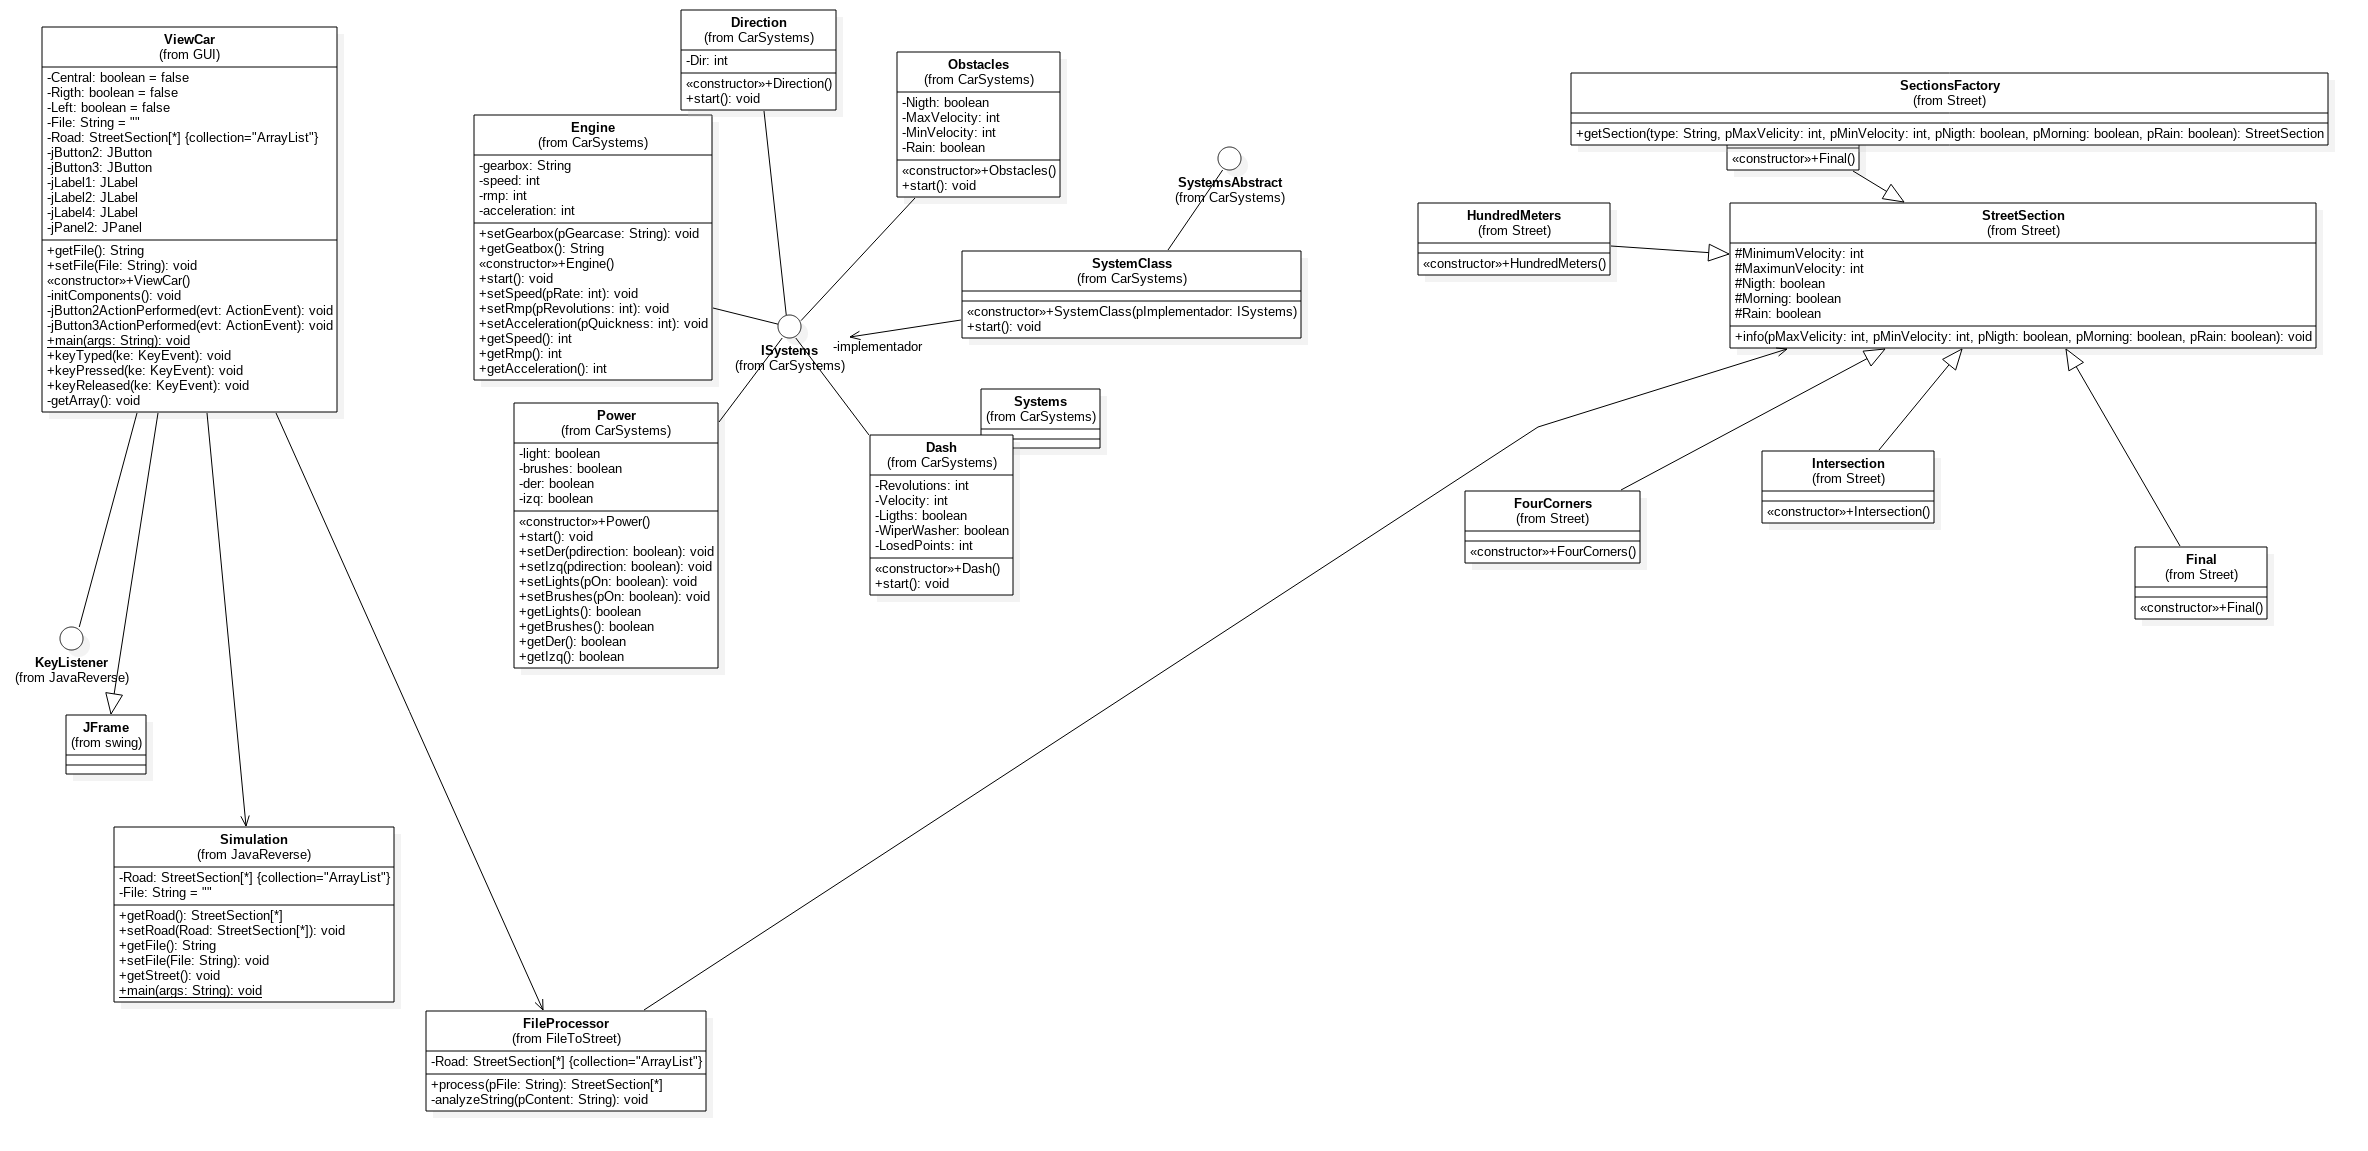 ViewCar
(from GUI)
-Central: boolean = false
-Rigth: boolean = false
-Left: boolean = false
-File: String = ""
-Road: StreetSection[*] {collection="ArrayList"}
-jButton2: JButton
-jButton3: JButton
-jLabel1: JLabel
-jLabel2: JLabel
-jLabel4: JLabel
-jPanel2: JPanel
+getFile(): String
+setFile(File: String): void
«constructor»+ViewCar()
-initComponents(): void
-jButton2ActionPerformed(evt: ActionEvent): void
-jButton3ActionPerformed(evt: ActionEvent): void
+main(args: String): void
+keyTyped(ke: KeyEvent): void
+keyPressed(ke: KeyEvent): void
+keyReleased(ke: KeyEvent): void
-getArray(): void
KeyListener
(from JavaReverse)
JFrame
(from swing)
Simulation
(from JavaReverse)
-Road: StreetSection[*] {collection="ArrayList"}
-File: String = ""
+getRoad(): StreetSection[*]
+setRoad(Road: StreetSection[*]): void
+getFile(): String
+setFile(File: String): void
+getStreet(): void
+main(args: String): void
Direction
(from CarSystems)
-Dir: int
«constructor»+Direction()
+start(): void
Engine
(from CarSystems)
-gearbox: String
-speed: int
-rmp: int
-acceleration: int
+setGearbox(pGearcase: String): void
+getGeatbox(): String
«constructor»+Engine()
+start(): void
+setSpeed(pRate: int): void
+setRmp(pRevolutions: int): void
+setAcceleration(pQuickness: int): void
+getSpeed(): int
+getRmp(): int
+getAcceleration(): int
Obstacles
(from CarSystems)
-Nigth: boolean
-MaxVelocity: int
-MinVelocity: int
-Rain: boolean
«constructor»+Obstacles()
+start(): void
SystemsAbstract
(from CarSystems)
SystemClass
(from CarSystems)
«constructor»+SystemClass(pImplementador: ISystems)
+start(): void
-implementador
ISystems
(from CarSystems)
Power
(from CarSystems)
-light: boolean
-brushes: boolean
-der: boolean
-izq: boolean
«constructor»+Power()
+start(): void
+setDer(pdirection: boolean): void
+setIzq(pdirection: boolean): void
+setLights(pOn: boolean): void
+setBrushes(pOn: boolean): void
+getLights(): boolean
+getBrushes(): boolean
+getDer(): boolean
+getIzq(): boolean
Systems
(from CarSystems)
Dash
(from CarSystems)
-Revolutions: int
-Velocity: int
-Ligths: boolean
-WiperWasher: boolean
-LosedPoints: int
«constructor»+Dash()
+start(): void
FileProcessor
(from FileToStreet)
-Road: StreetSection[*] {collection="ArrayList"}
+process(pFile: String): StreetSection[*]
-analyzeString(pContent: String): void
SectionsFactory
(from Street)
+getSection(type: String, pMaxVelicity: int, pMinVelocity: int, pNigth: boolean, pMorning: boolean, pRain: boolean): StreetSection
«constructor»+Final()
HundredMeters
(from Street)
«constructor»+HundredMeters()
StreetSection
(from Street)
#MinimumVelocity: int
#MaximunVelocity: int
#Nigth: boolean
#Morning: boolean
#Rain: boolean
+info(pMaxVelicity: int, pMinVelocity: int, pNigth: boolean, pMorning: boolean, pRain: boolean): void
FourCorners
(from Street)
«constructor»+FourCorners()
Intersection
(from Street)
«constructor»+Intersection()
Final
(from Street)
«constructor»+Final()